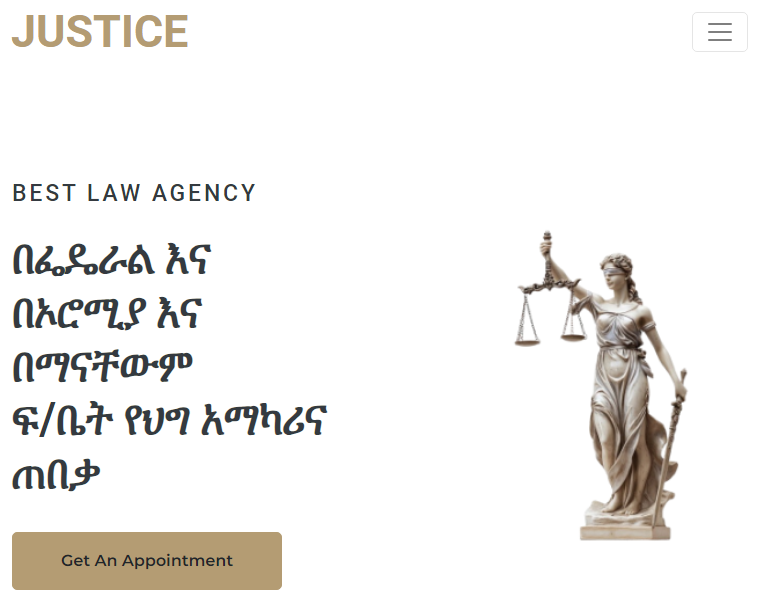 JUSTICE
BEST LAW AGENCY
በፌዴራል እና
በኦሮሚያ እና
በማናቸውም
ፍ/ቤት የህግ አማካሪና
ጠበቃ
Get An Appointment